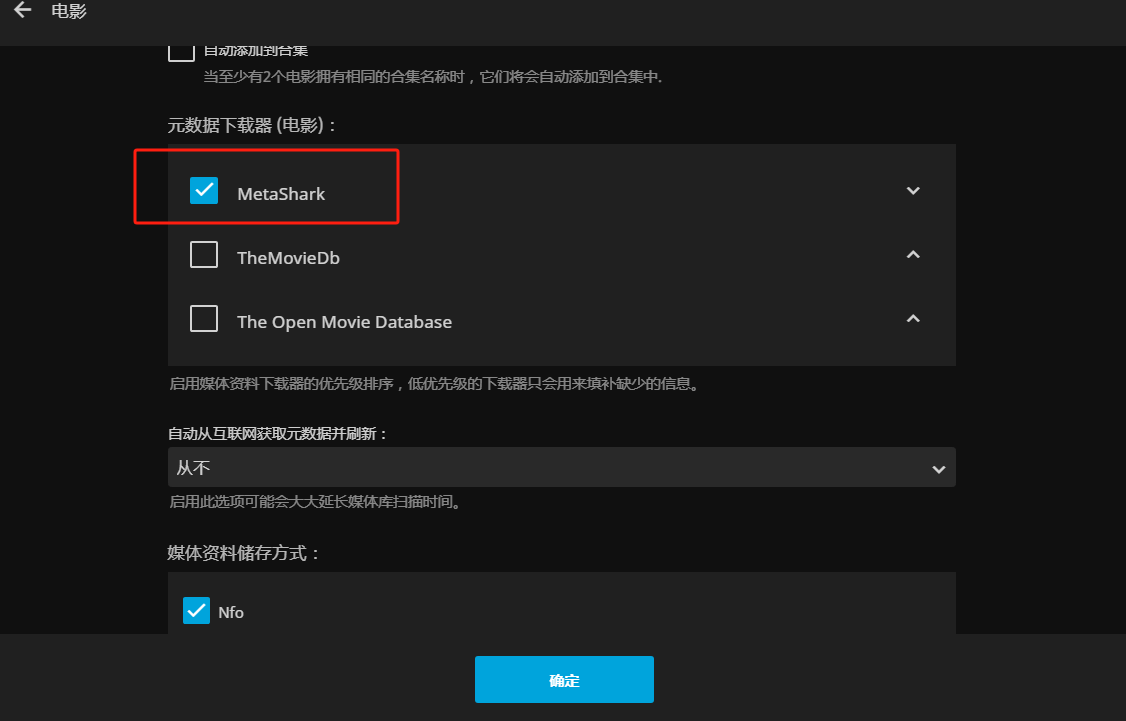 电影
自动添加到合集
当至少有2个电影拥有相同的合集名称时，它们将会自动添加到合集中.
元数据下载器 (电影)：
MetaShark
TheMovieDb
The Open Movie Database
启用媒体资料下载器的优先级排序，低优先级的下载器只会用来填补缺少的信息。
自动从互联网获取元数据并刷新：
从不
启用此选项可能会大大延长媒体库扫描时间。
媒体资料储存方式：
Nfo
确定